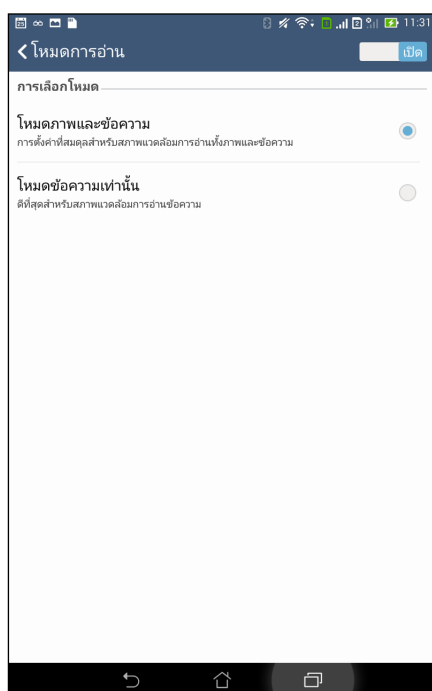 11:31
โหมดการอ่าน
เปิด
การเลือกโหมด
โหมดภาพและข้อความ
การตั้งค่าที่สมดุลสำหรับสภาพแวดล้อมการอ่านทั้งภาพและข้อความ
โหมดข้อความเท่านั้น
ดีที่สุดสำหรับสภาพแวดล้อมการอ่านข้อความ